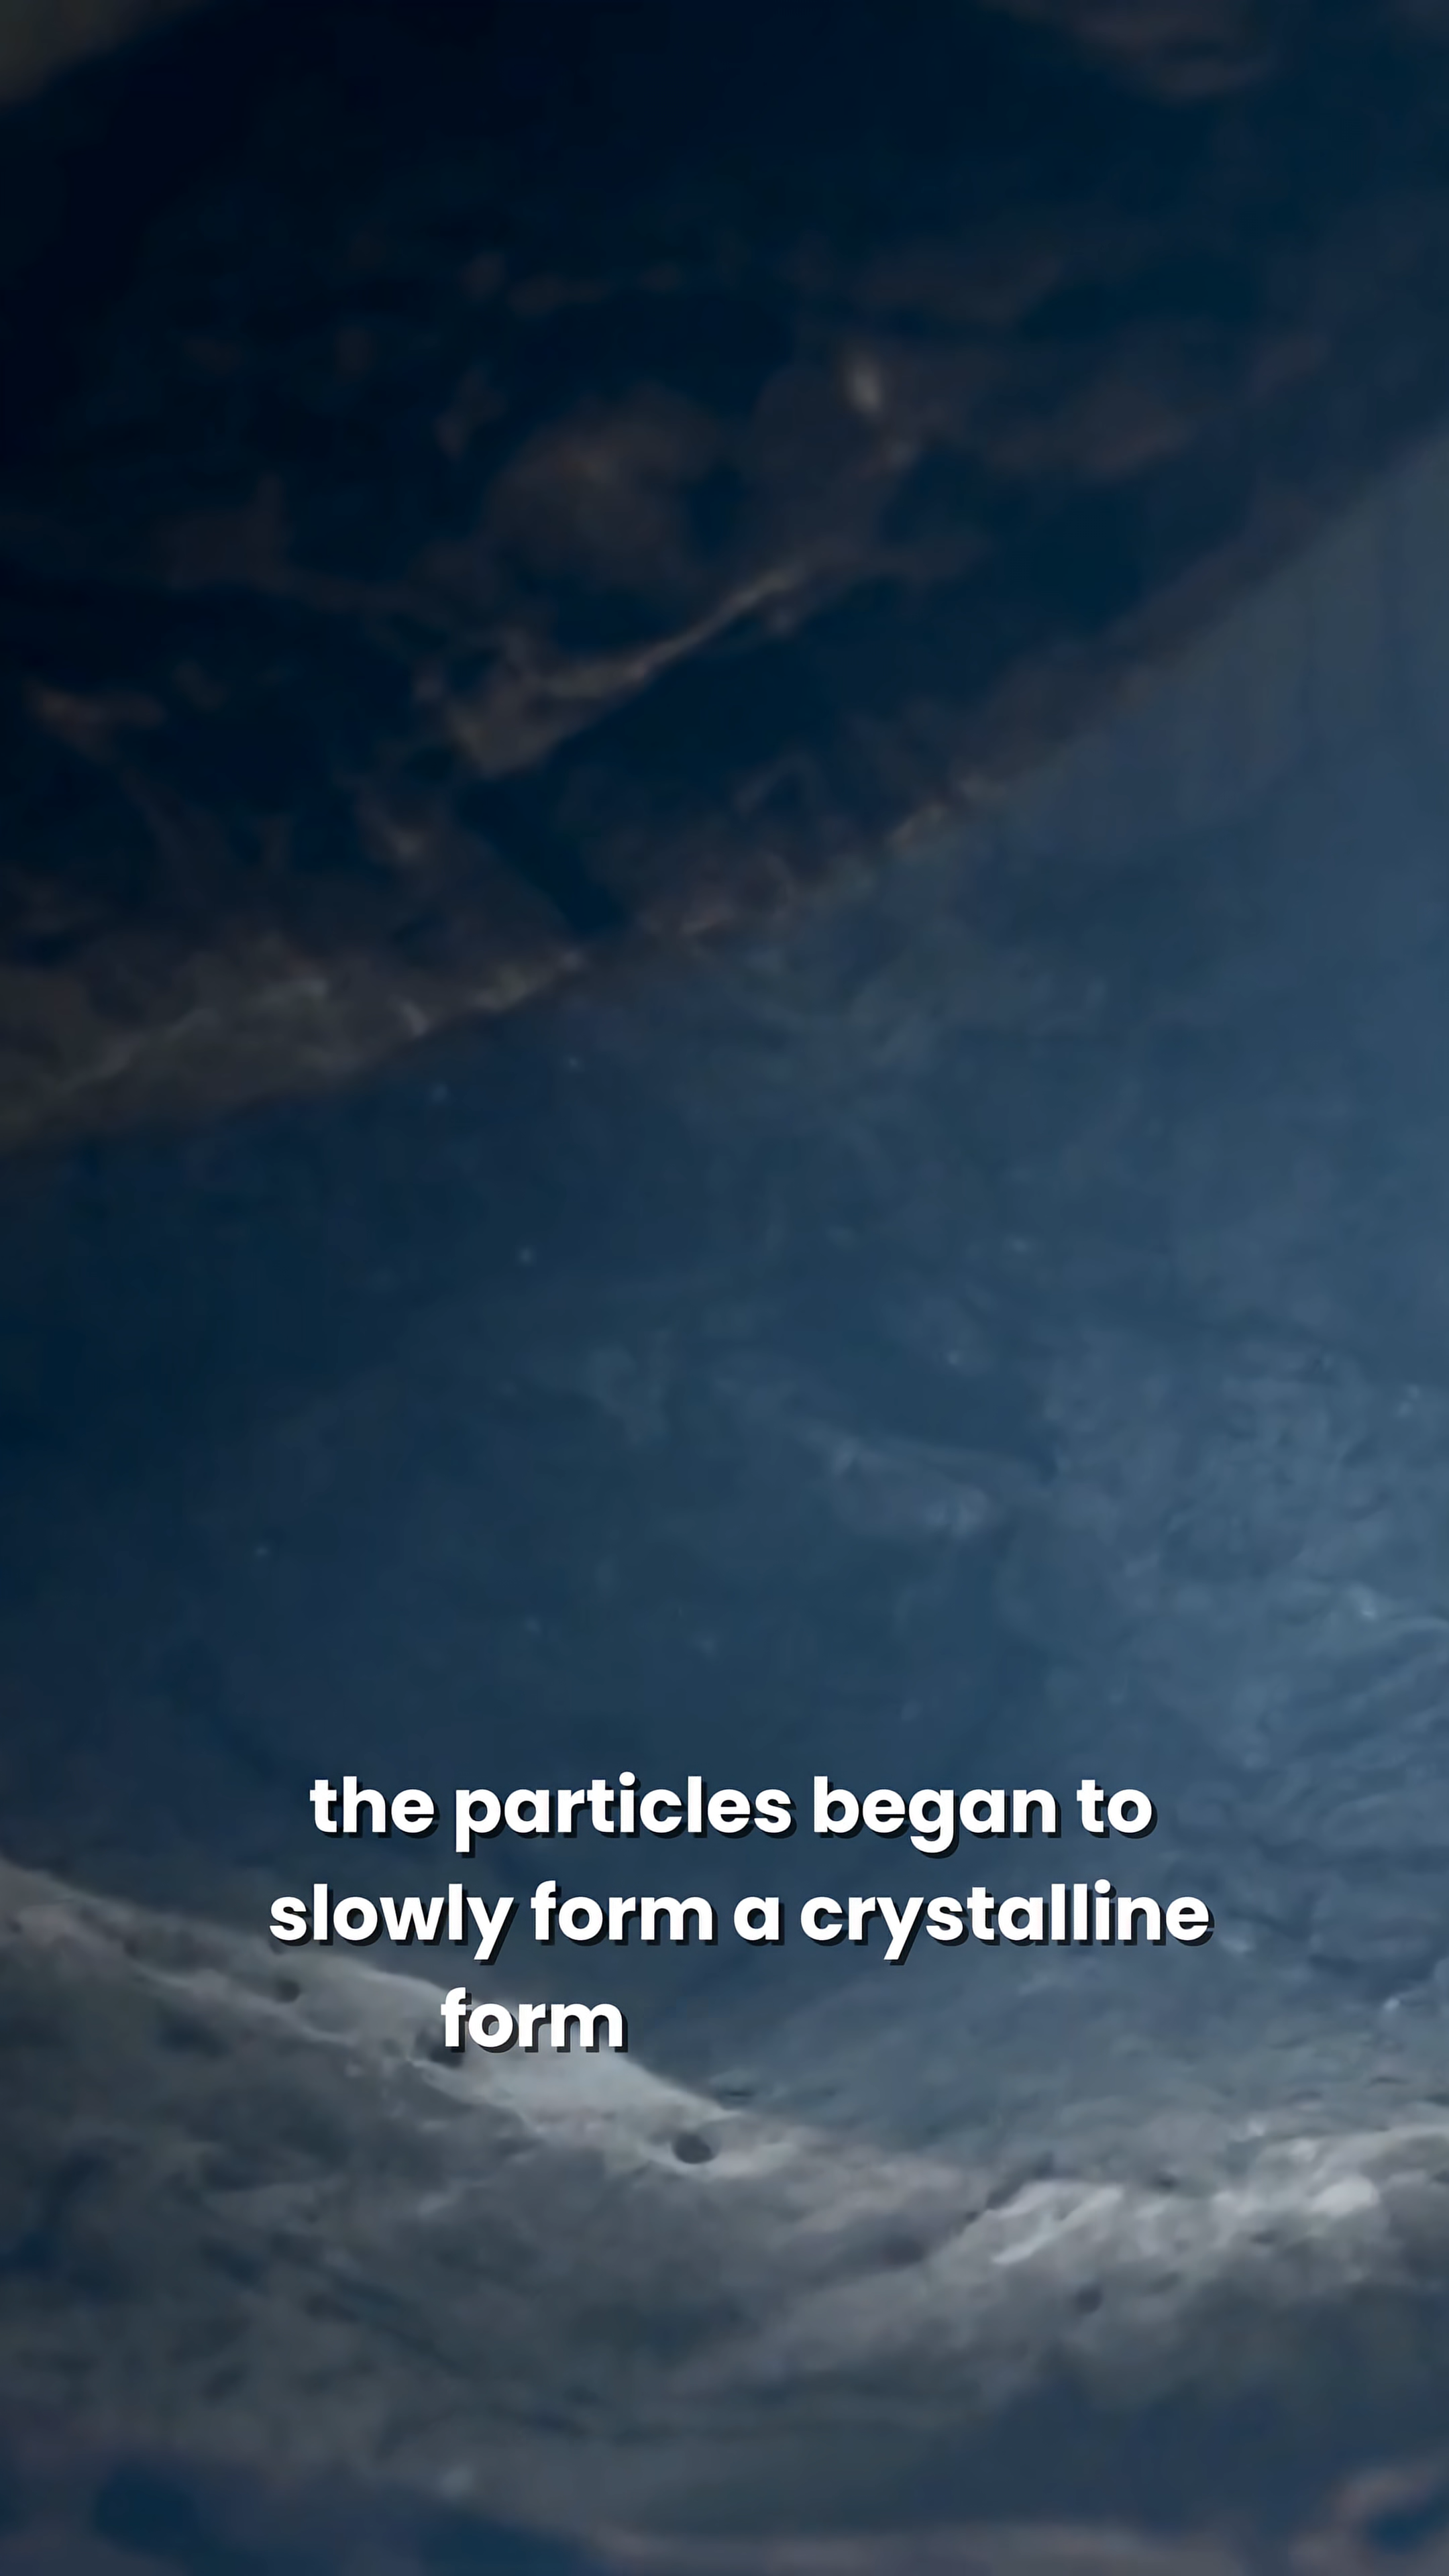 the particles began to
slowly form a crystalline
form